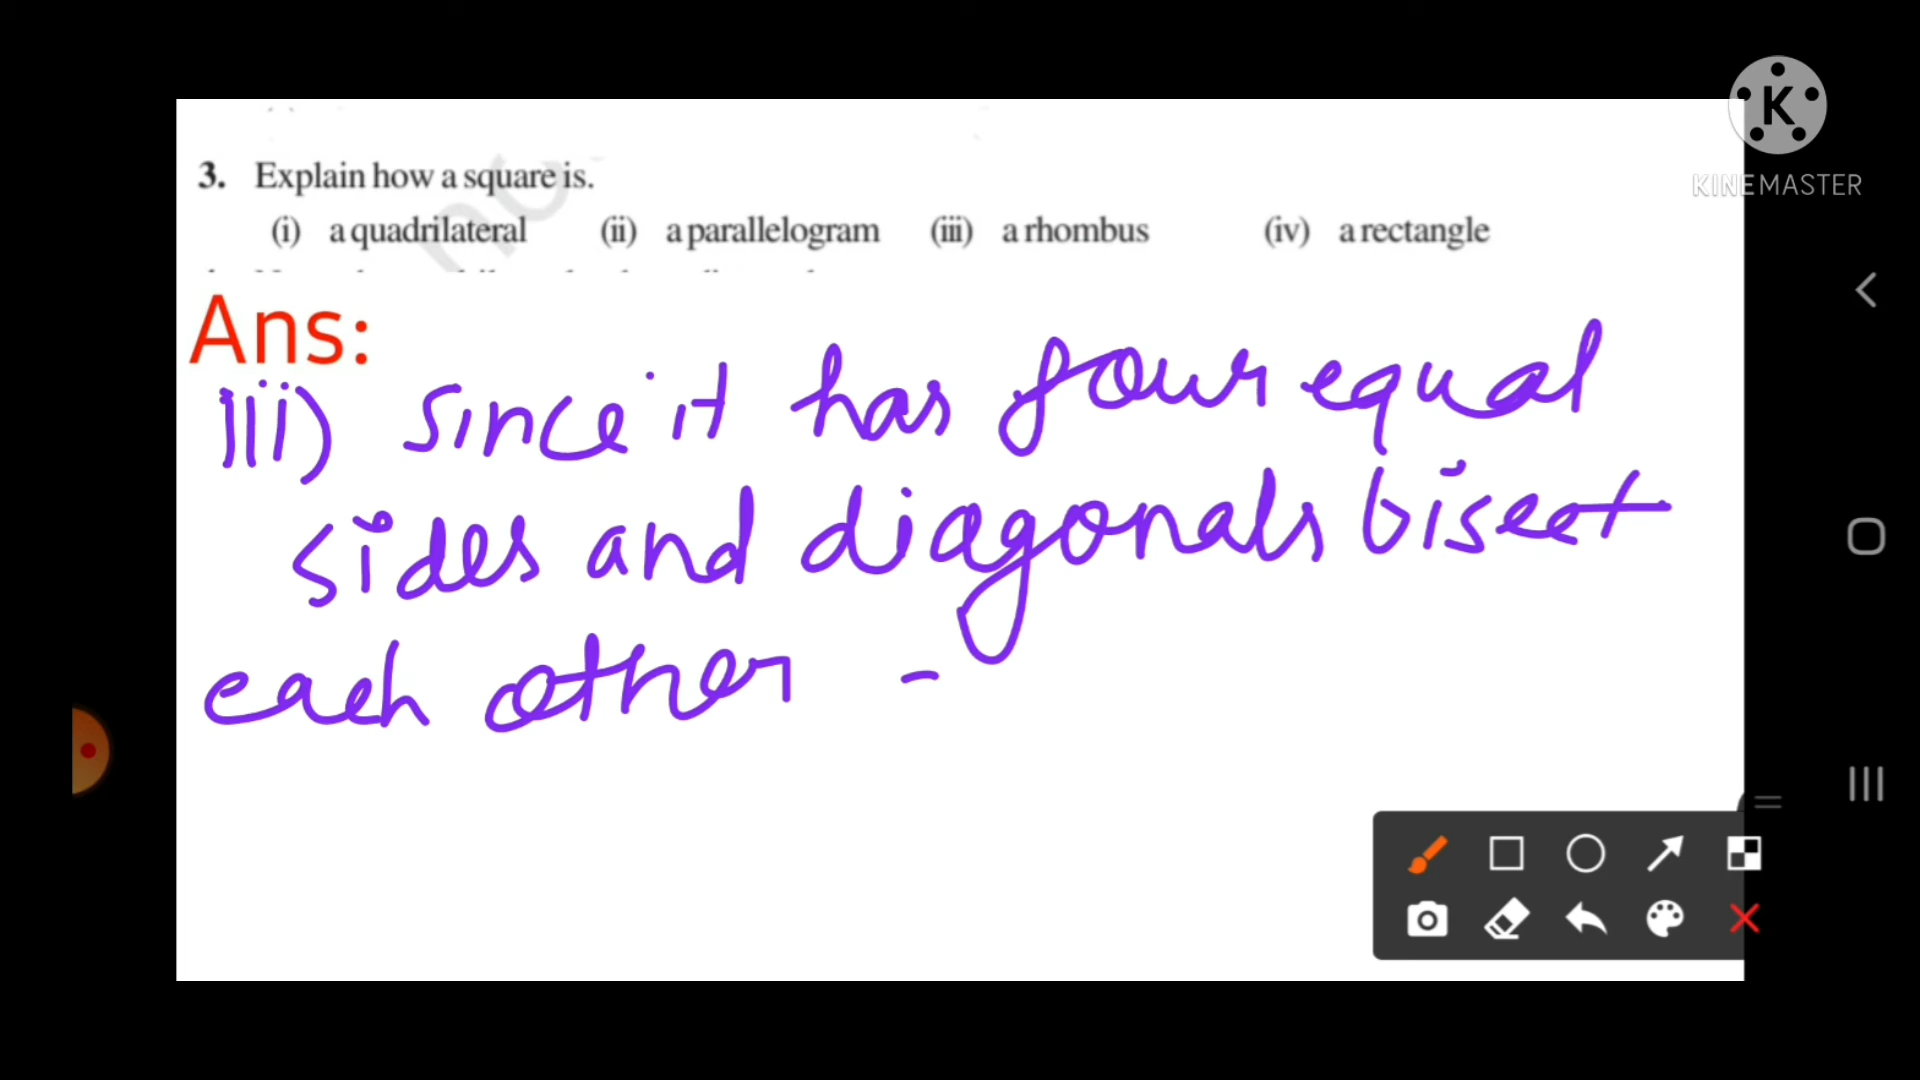 K
KINEMASTER
3. Explain how a square is.
(i) a quadrilateral (ii) a parallelogram (iii) a rhombus (iv) a rectangle
Ans:
iii) Since it has four equal
sides and diagonals bisect
each other -